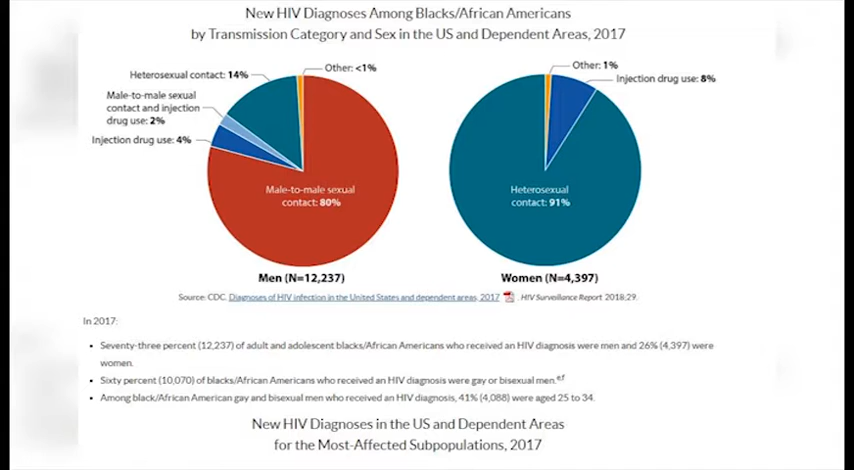 New HIV Diagnoses Among Blacks/African Americans
by Transmission Category and Sex in the US and Dependent Areas, 2017
Heterosexual contact: 14%
Other: <1%
Male-to-male sexual
contact and injection
drug use: 2%
Injection drug use: 4%
Male-to-male sexual
contact: 80%
Men (N=12,237)
Other: 1%
Injection drug use: 8%
Heterosexual
contact: 91%
Women (N=4,397)
Source: CDC. Diagnoses of HIV infection in the United States and dependent areas, 2017. HIV Surveillance Report 2018;29.
In 2017:
• Seventy-three percent (12,237) of adult and adolescent blacks/African Americans who received an HIV diagnosis were men and 26% (4,397) were
women.
• Sixty percent (10,070) of blacks/African Americans who received an HIV diagnosis were gay or bisexual men.e,f
• Among black/African American gay and bisexual men who received an HIV diagnosis, 41% (4,088) were aged 25 to 34.
New HIV Diagnoses in the US and Dependent Areas
for the Most-Affected Subpopulations, 2017